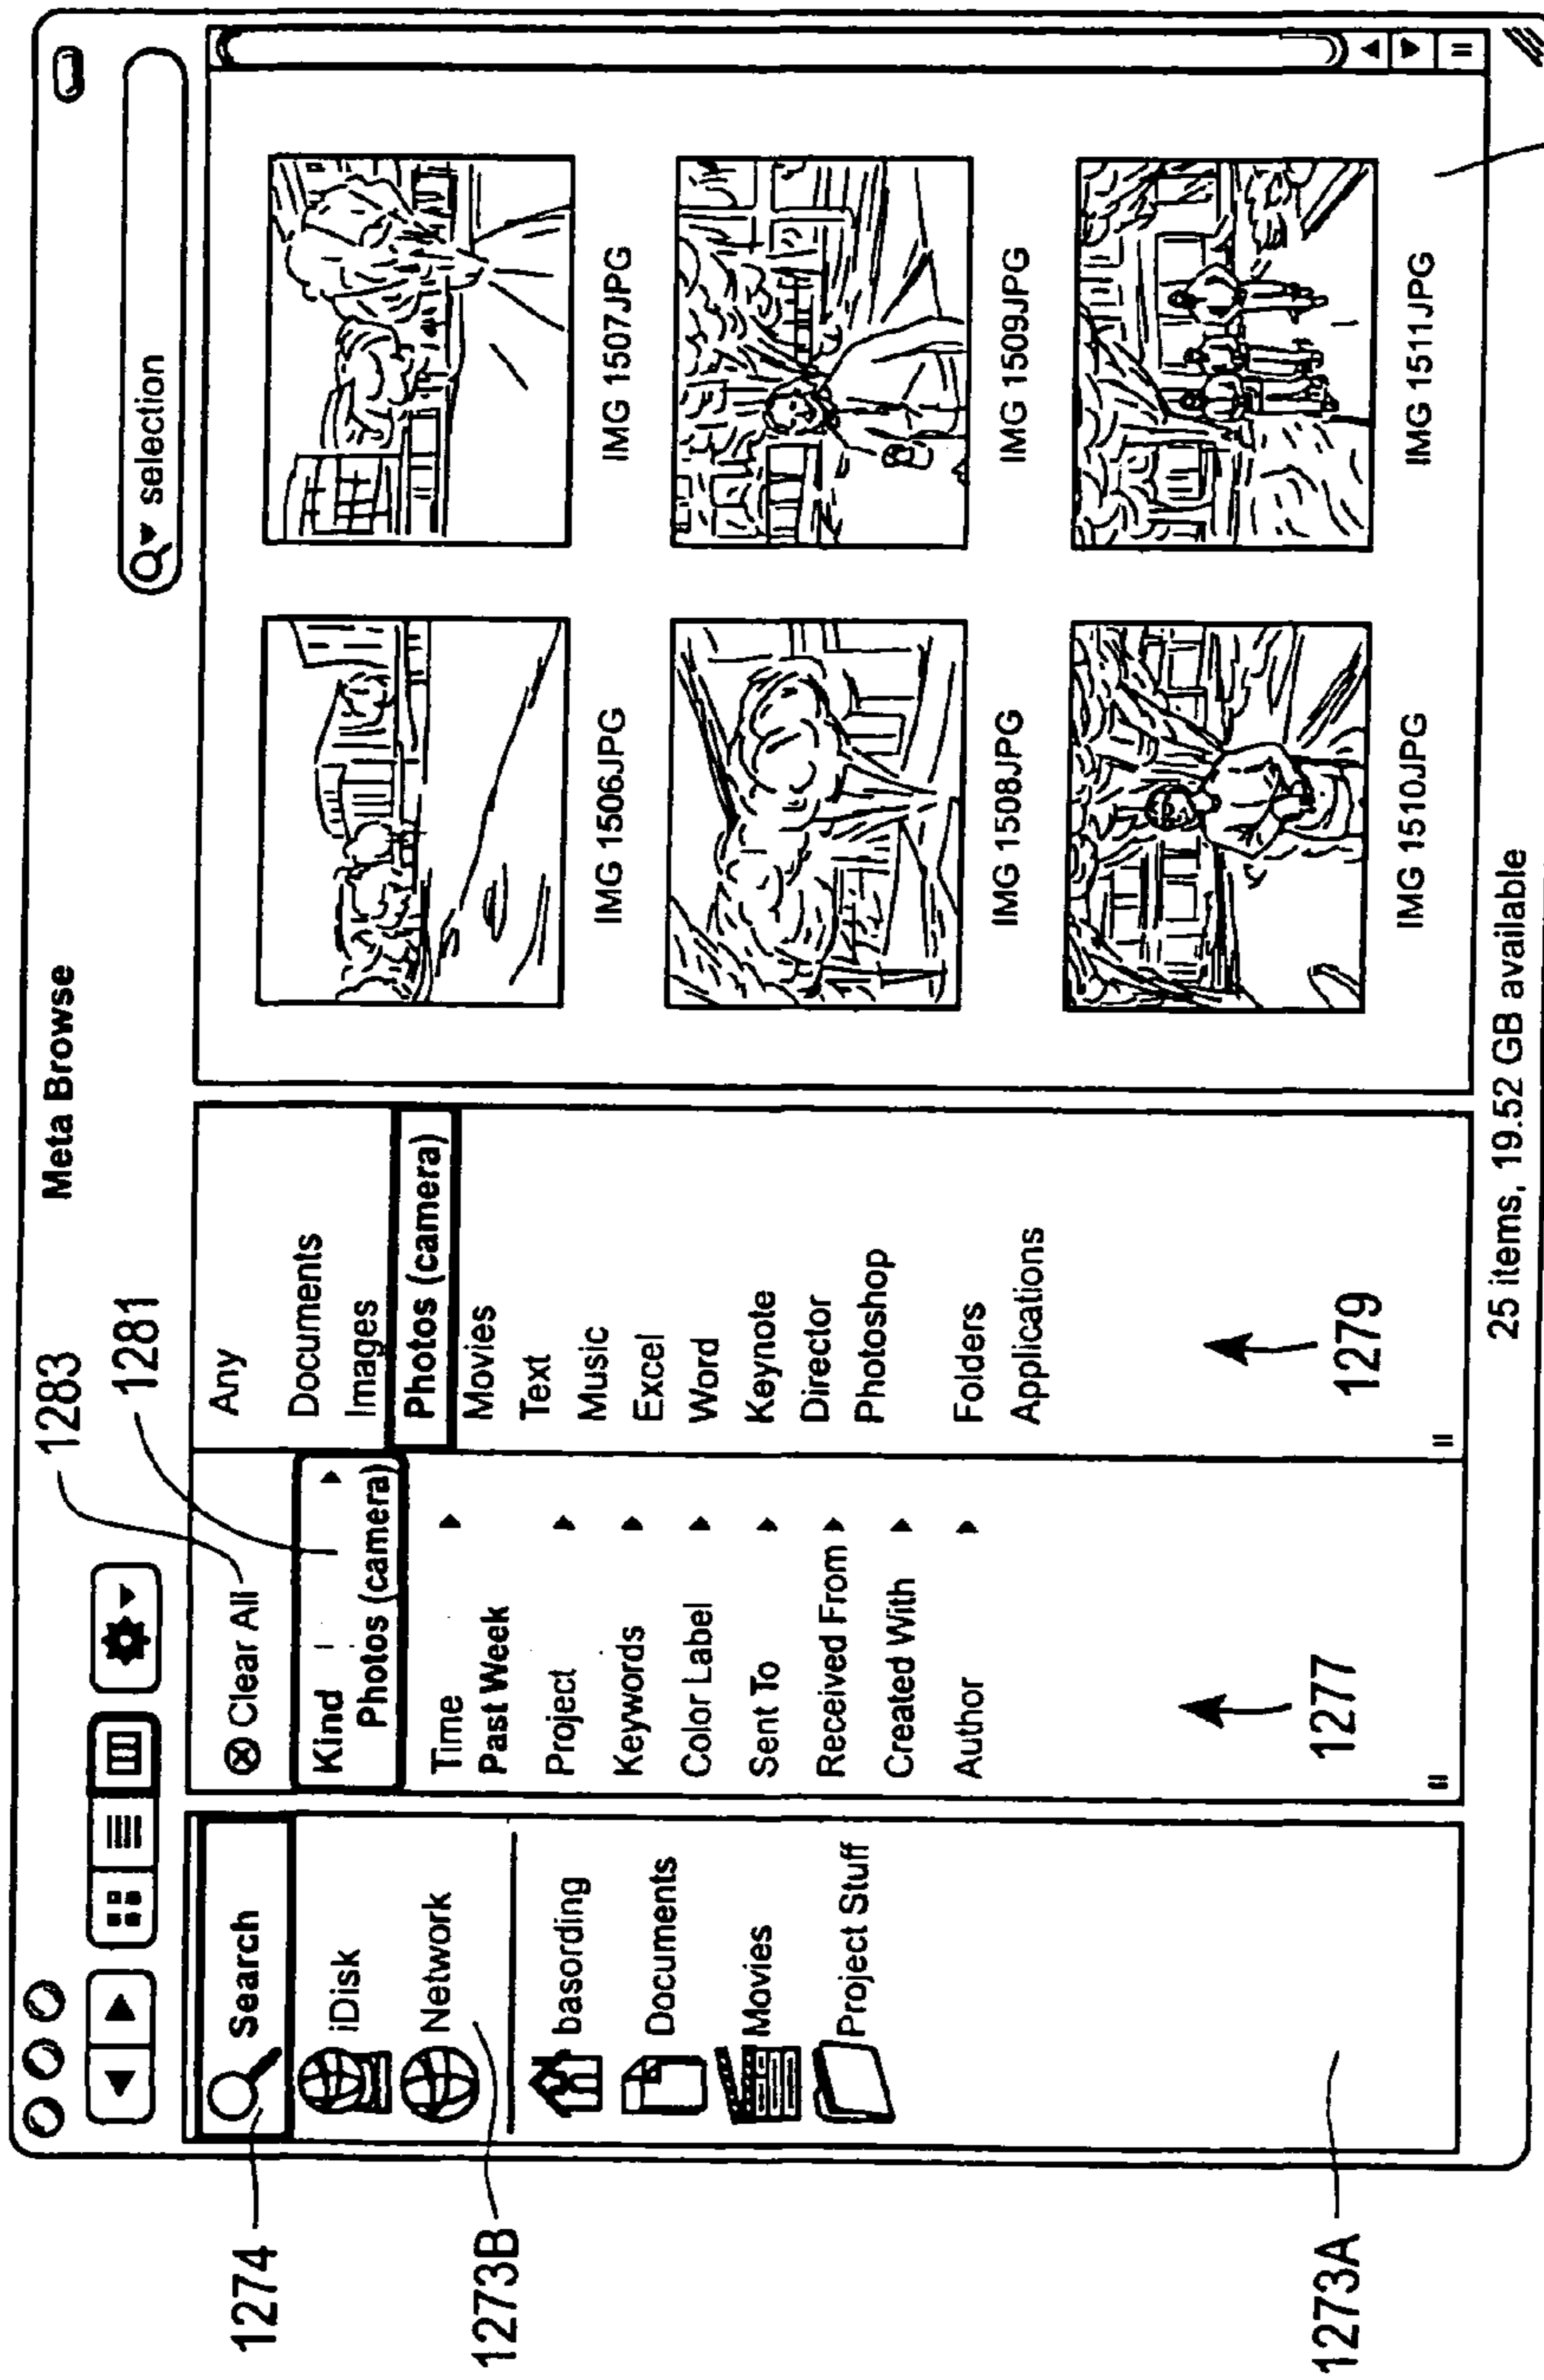 Meta Browse
1283
1281
selection
1274
Search
iDisk
Network
1273B
basording
Documents
Movies
Project Stuff
1273A
Clear All
Kind
Photos (camera)
Time
Past Week
Project
Keywords
Color Label
Sent To
Received From
Created With
Author
1277
Any
Documents
Images
Photos (camera)
Movies
Text
Music
Excel
Word
Keynote
Director
Photoshop
Folders
Applications
1279
IMG 1506JPG
IMG 1507JPG
IMG 1508JPG
IMG 1509JPG
IMG 1510JPG
IMG 1511JPG
25 items, 19.52 GB available